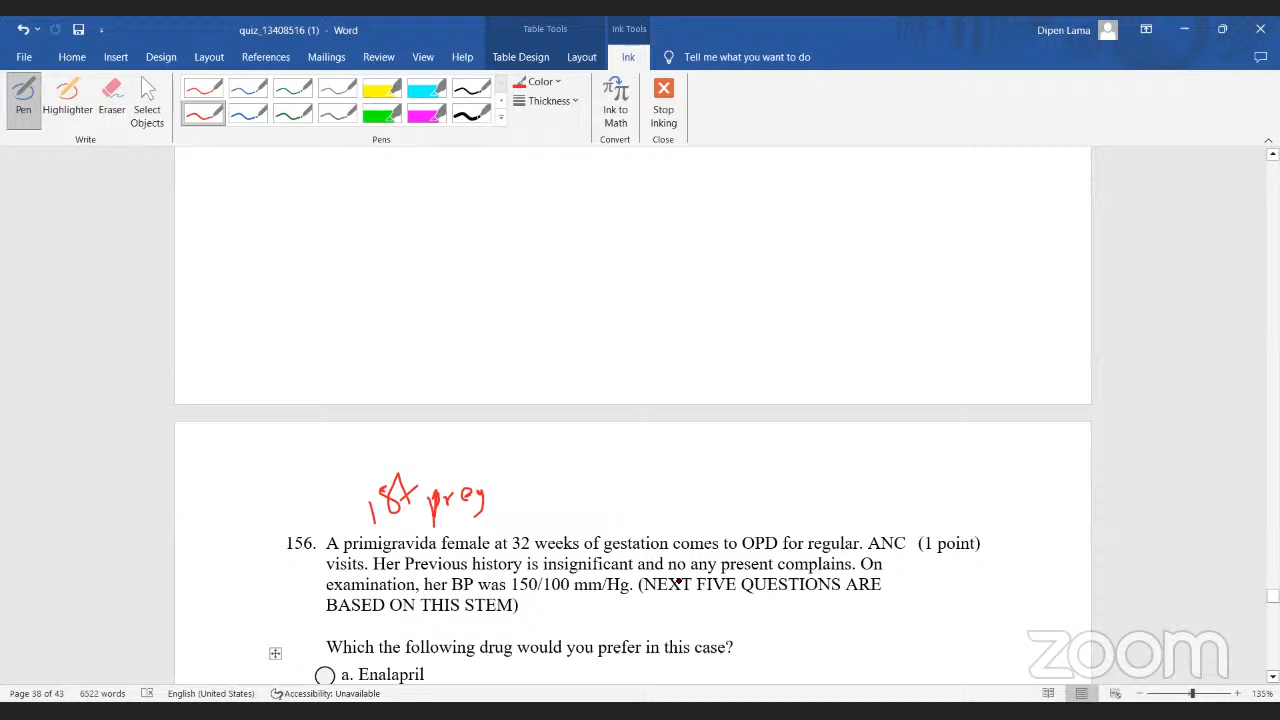 quiz_13408516 (1) - Word
Table Tools
Ink Tools
Dipen Lama
File Home Insert Design Layout References Mailings Review View Help Table Design Layout Ink Tell me what you want to do
Pen Highlighter Eraser Select Objects
Color
Thickness
Ink to Math
Stop Inking
Write Pens Convert Close
1st preg
156. A primigravida female at 32 weeks of gestation comes to OPD for regular. ANC (1 point)
visits. Her Previous history is insignificant and no any present complains. On
examination, her BP was 150/100 mm/Hg. (NEXT FIVE QUESTIONS ARE
BASED ON THIS STEM)
Which the following drug would you prefer in this case?
a. Enalapril
zoom
Page 38 of 43 6522 words English (United States) Accessibility: Unavailable 135%